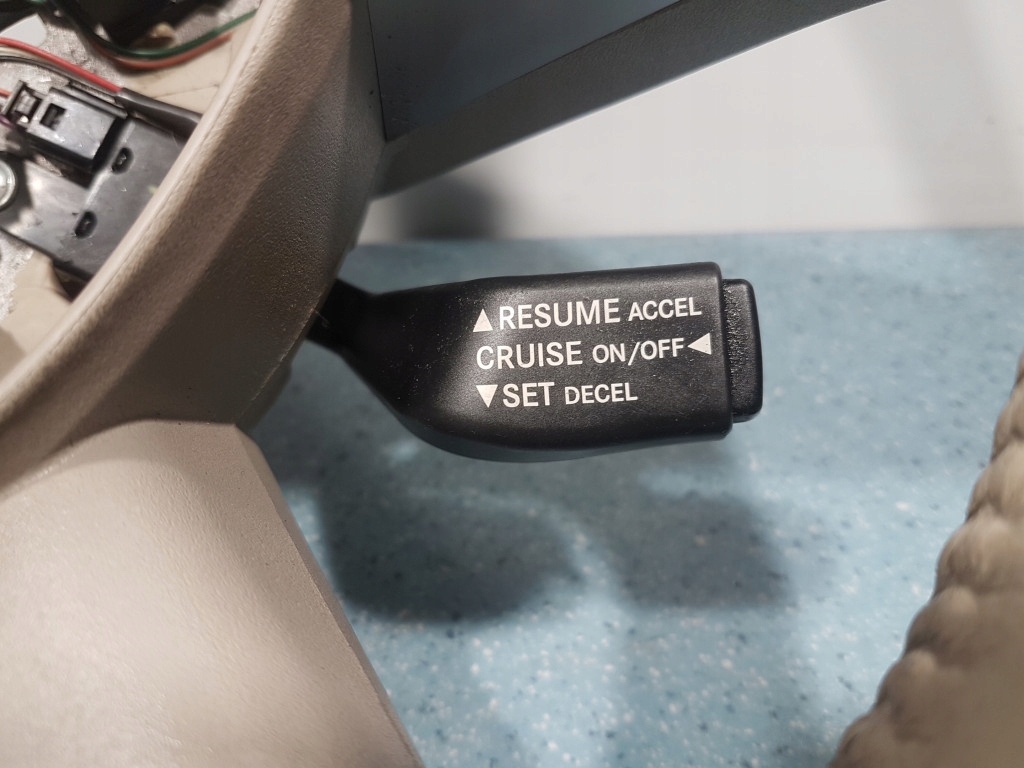 ▲RESUME ACCEL
CRUISE ON/OFF◀
▼SET DECEL